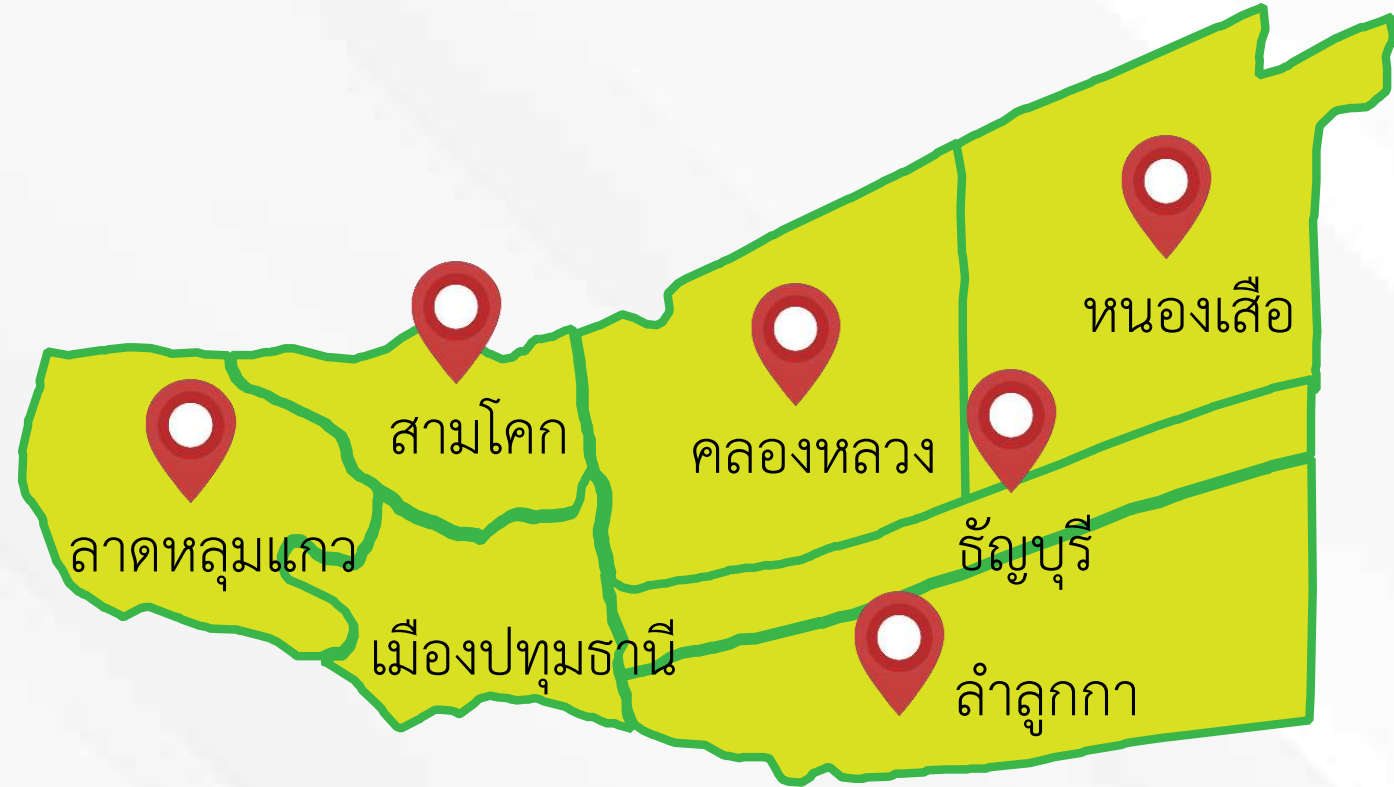 หนองเสือ
สามโคก
คลองหลวง
ลาดหลุมแกว
ธัญบุรี
เมืองปทุมธานี
ลำลูกกา